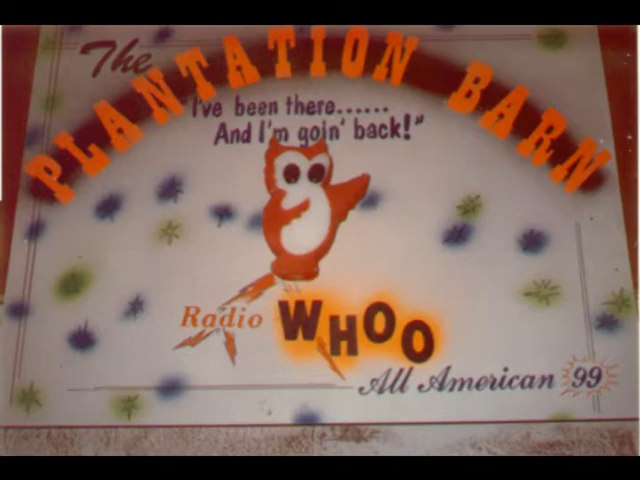 The
PLANTATION BARN
"I've been there......
And I'm goin' back!"
Radio WHOO
All American 99